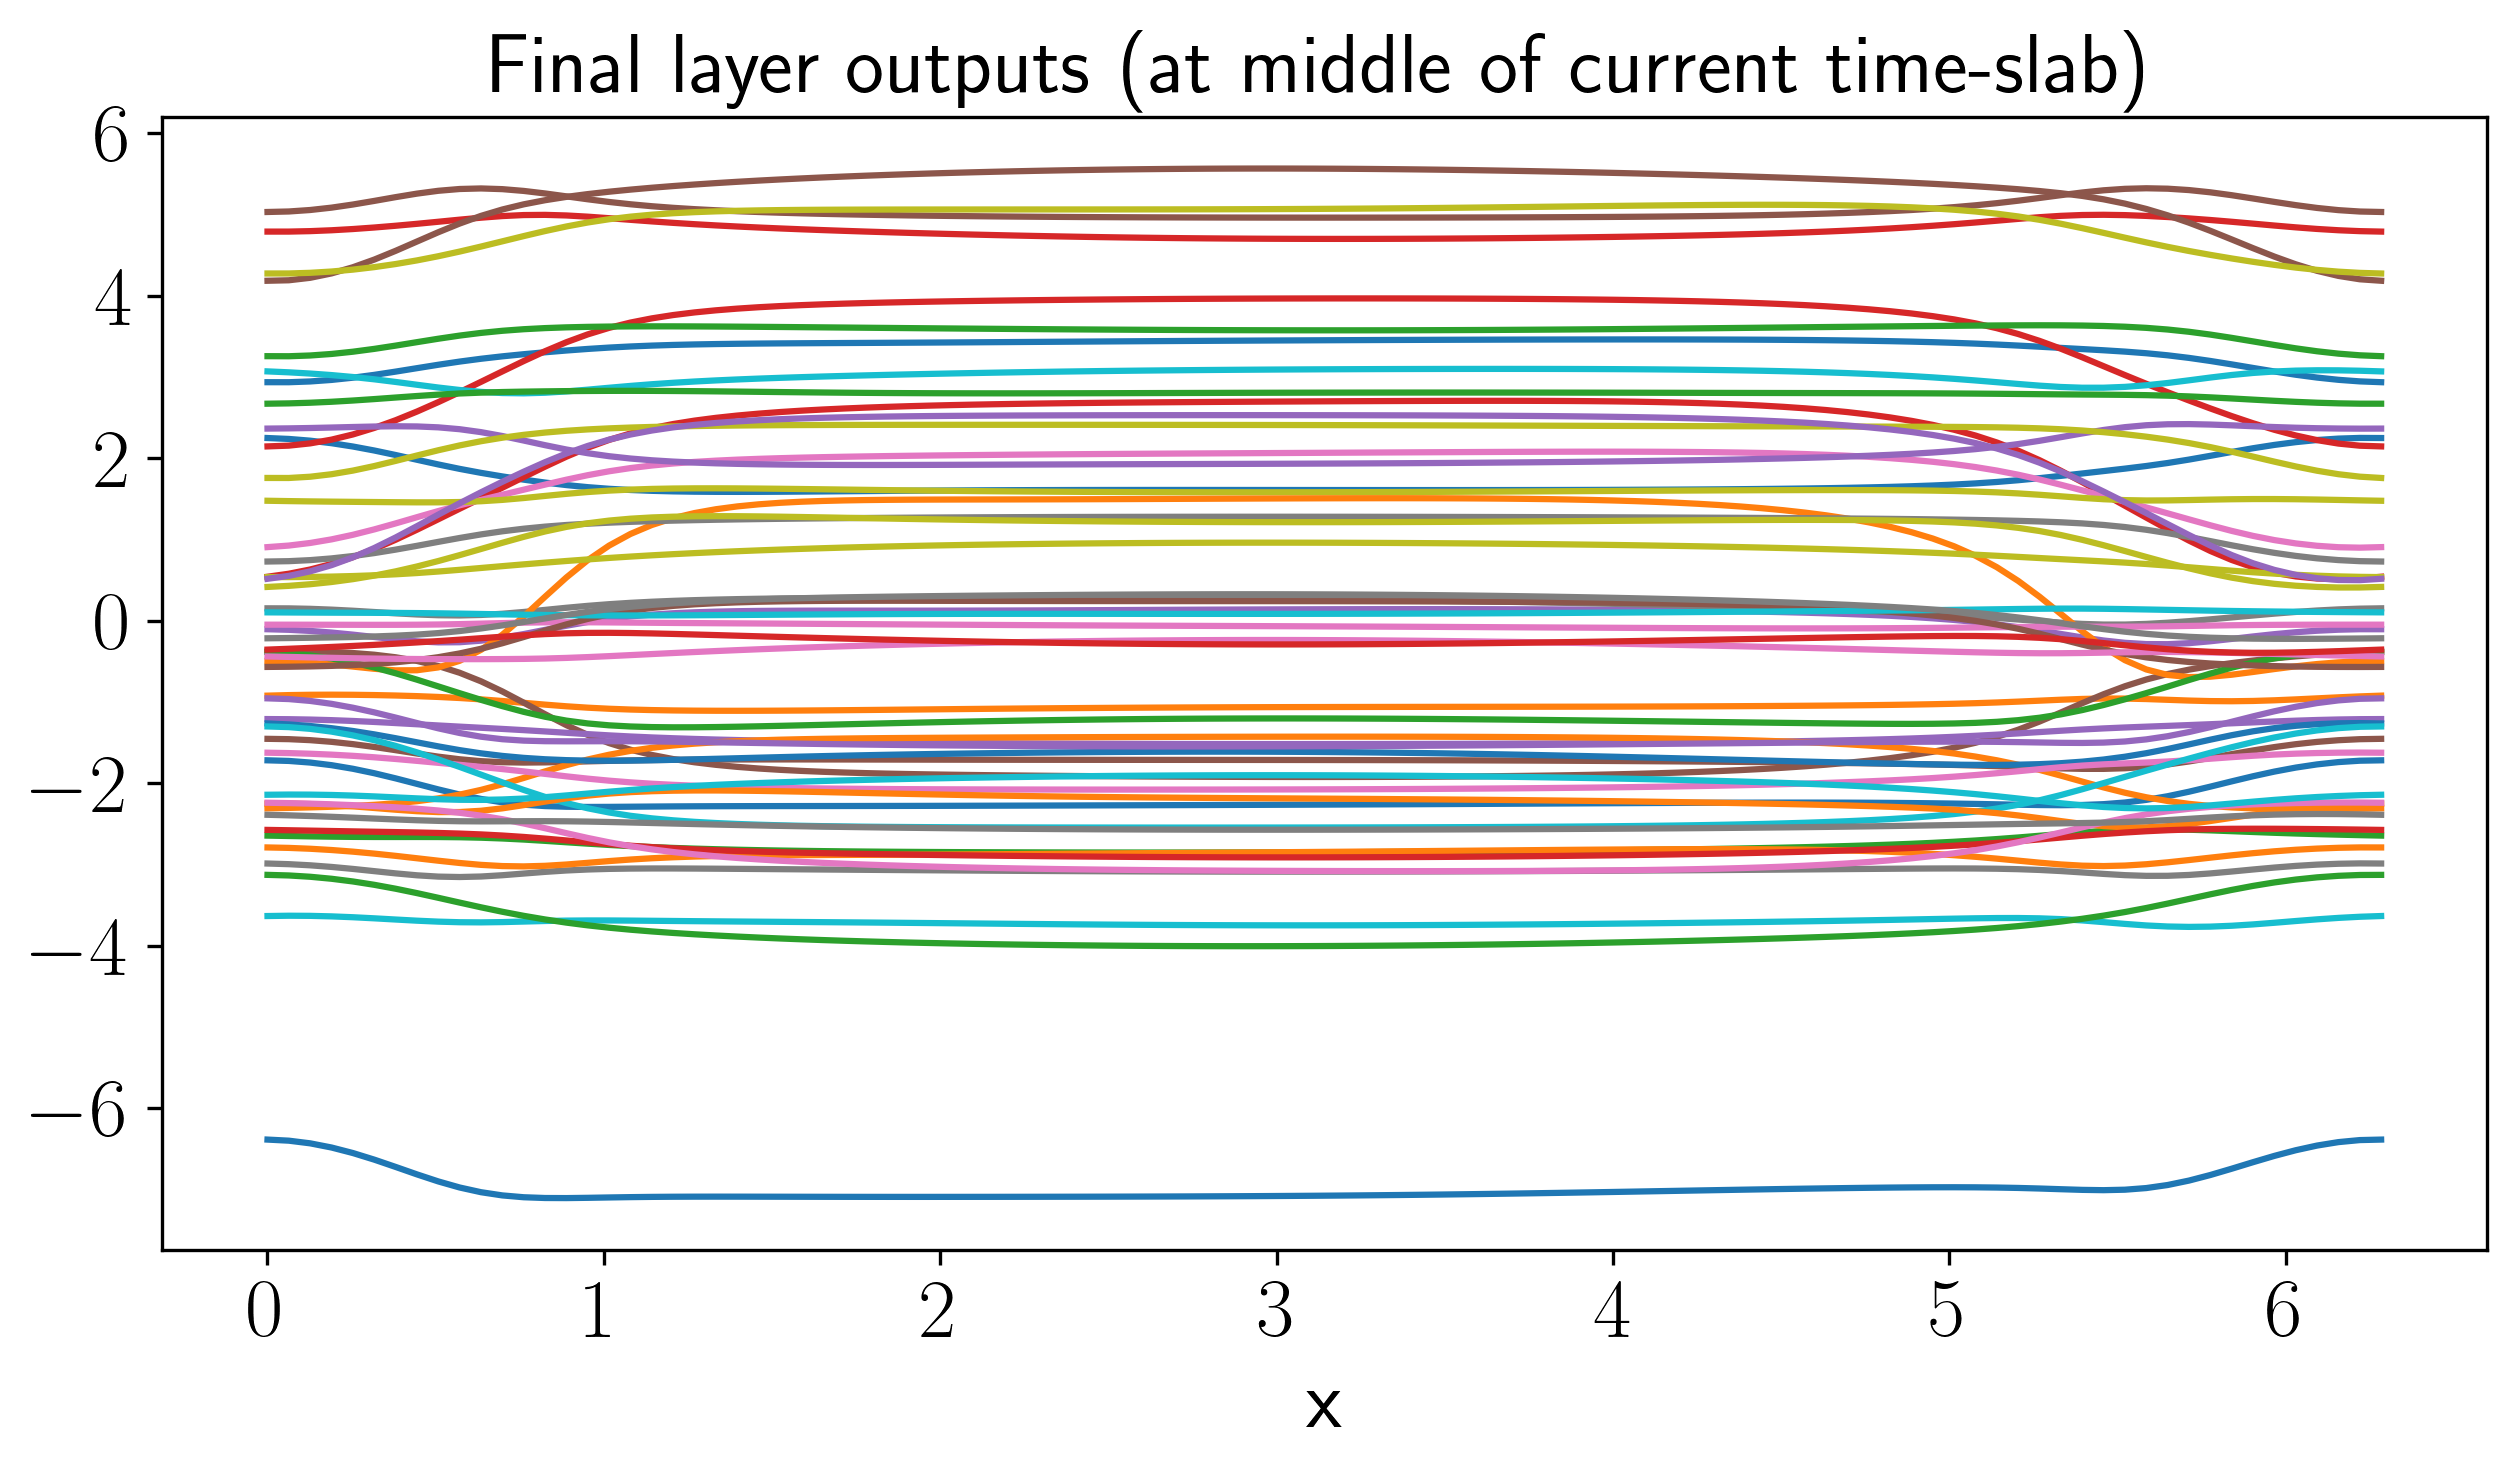 Final layer outputs (at middle of current time-slab)
6
4
2
0
−2
−4
−6
0 1 2 3 4 5 6
x